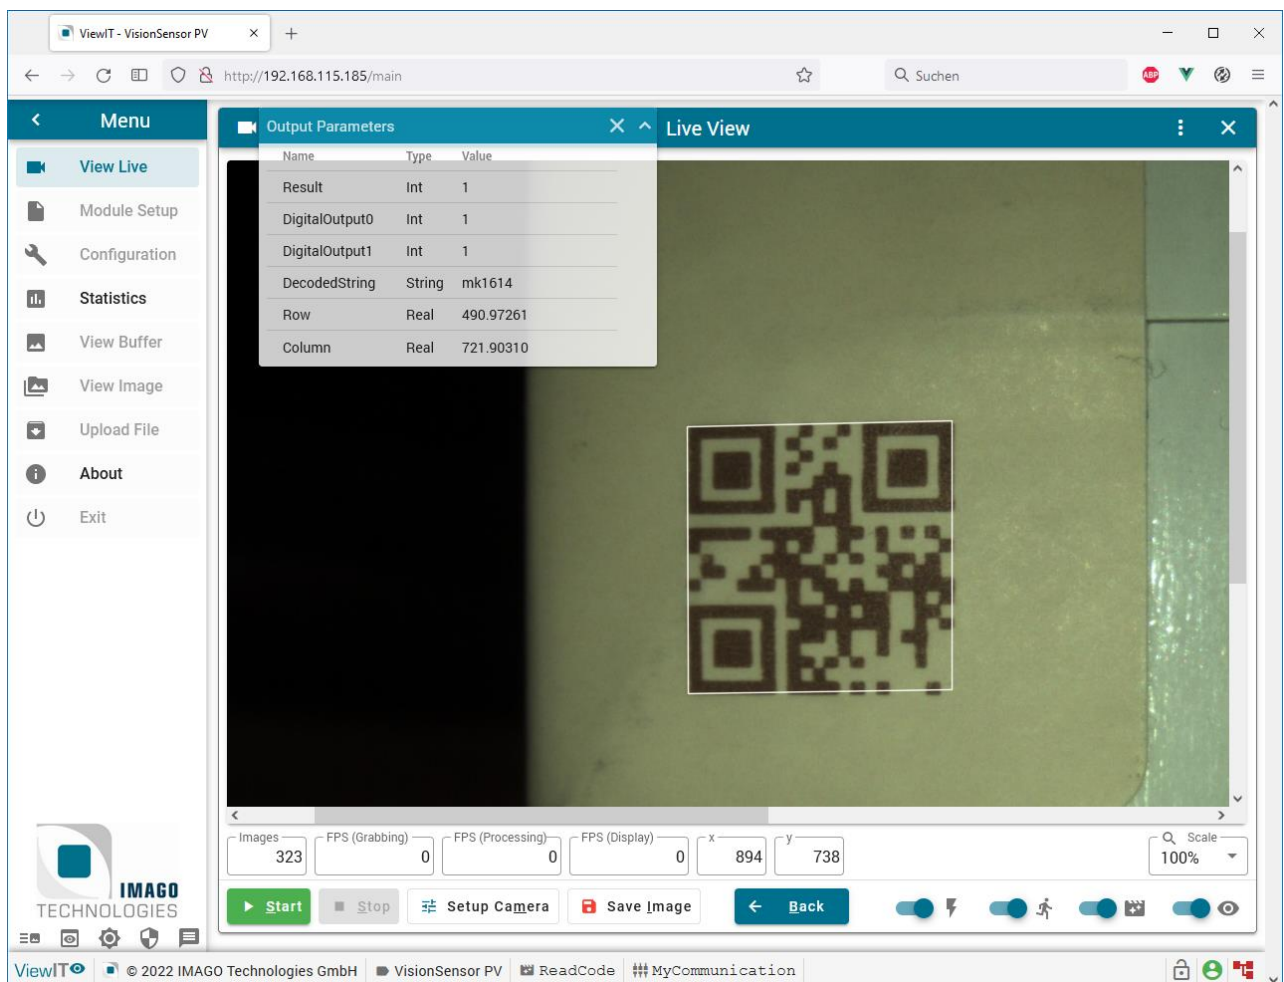 ViewIT - VisionSensor PV
http://192.168.115.185/main
Suchen
ABP
Menu
View Live
Module Setup
Configuration
Statistics
View Buffer
View Image
Upload File
About
Exit
IMAGO
TECHNOLOGIES
Output Parameters
Live View
Name Type Value
Result Int 1
DigitalOutput0 Int 1
DigitalOutput1 Int 1
DecodedString String mk1614
Row Real 490.97261
Column Real 721.90310
Images FPS (Grabbing) FPS (Processing) FPS (Display) x y Scale
323 0 0 0 894 738 100%
Start Stop Setup Camera Save Image Back
ViewIT © 2022 IMAGO Technologies GmbH VisionSensor PV ReadCode MyCommunication